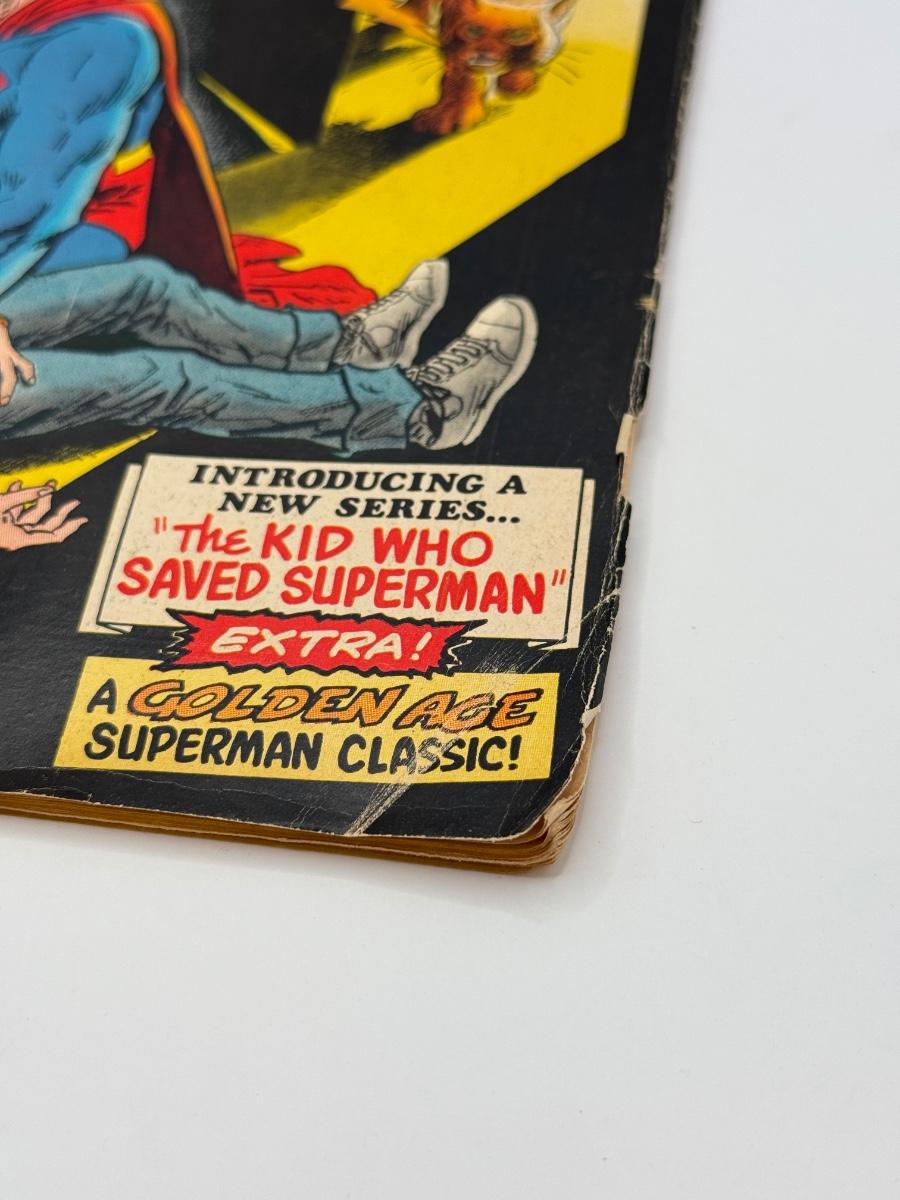 INTRODUCING A
NEW SERIES...
"The KID WHO
SAVED SUPERMAN"
EXTRA!
A GOLDEN AGE
SUPERMAN CLASSIC!